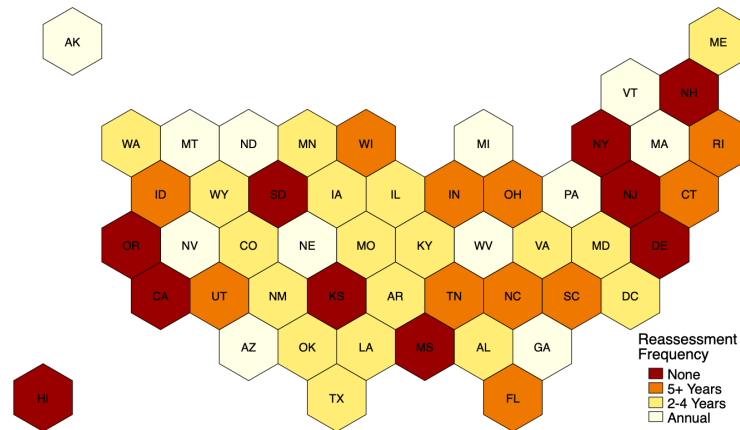 AK
ME
VT NH
WA MT ND MN WI MI NY MA RI
ID WY SD IA IL IN OH PA NJ CT
OR NV CO NE MO KY WV VA MD DE
CA UT NM KS AR TN NC SC DC
AZ OK LA MS AL GA
HI TX FL
Reassessment
Frequency
None
5+ Years
2-4 Years
Annual